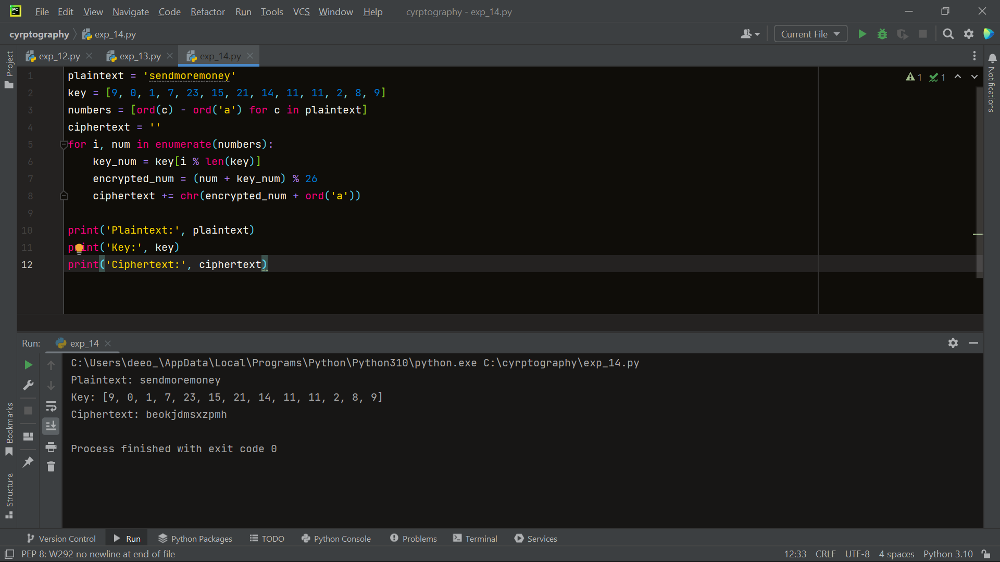 PC File Edit View Navigate Code Refactor Run Tools VCS Window Help cyrptography - exp_14.py
cyrptography exp_14.py Current File
exp_12.py exp_13.py exp_14.py
Project
Notifications
1 plaintext = 'sendmoremoney'
1 1
2 key = [9, 0, 1, 7, 23, 15, 21, 14, 11, 11, 2, 8, 9]
3 numbers = [ord(c) - ord('a') for c in plaintext]
4 ciphertext = ''
5 for i, num in enumerate(numbers):
6     key_num = key[i % len(key)]
7     encrypted_num = (num + key_num) % 26
8     ciphertext += chr(encrypted_num + ord('a'))
9
10 print('Plaintext:', plaintext)
11 print('Key:', key)
12 print('Ciphertext:', ciphertext)
Run: exp_14
C:\Users\deeo_\AppData\Local\Programs\Python\Python310\python.exe C:\cyrptography\exp_14.py
Plaintext: sendmoremoney
Key: [9, 0, 1, 7, 23, 15, 21, 14, 11, 11, 2, 8, 9]
Ciphertext: beokjdmsxzpmh
Process finished with exit code 0
Bookmarks
Structure
Version Control Run Python Packages TODO Python Console Problems Terminal Services
PEP 8: W292 no newline at end of file 12:33 CRLF UTF-8 4 spaces Python 3.10